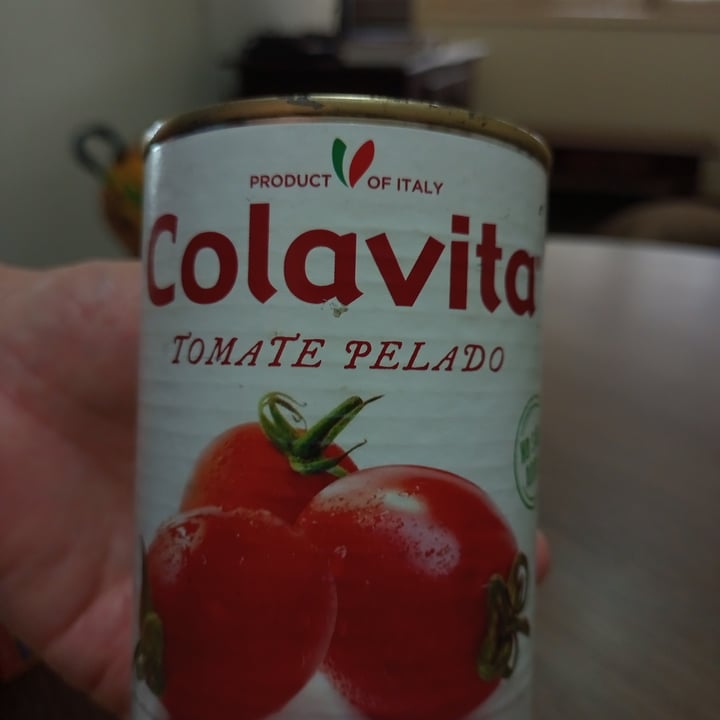 PRODUCT OF ITALY
Colavita
TOMATE PELADO